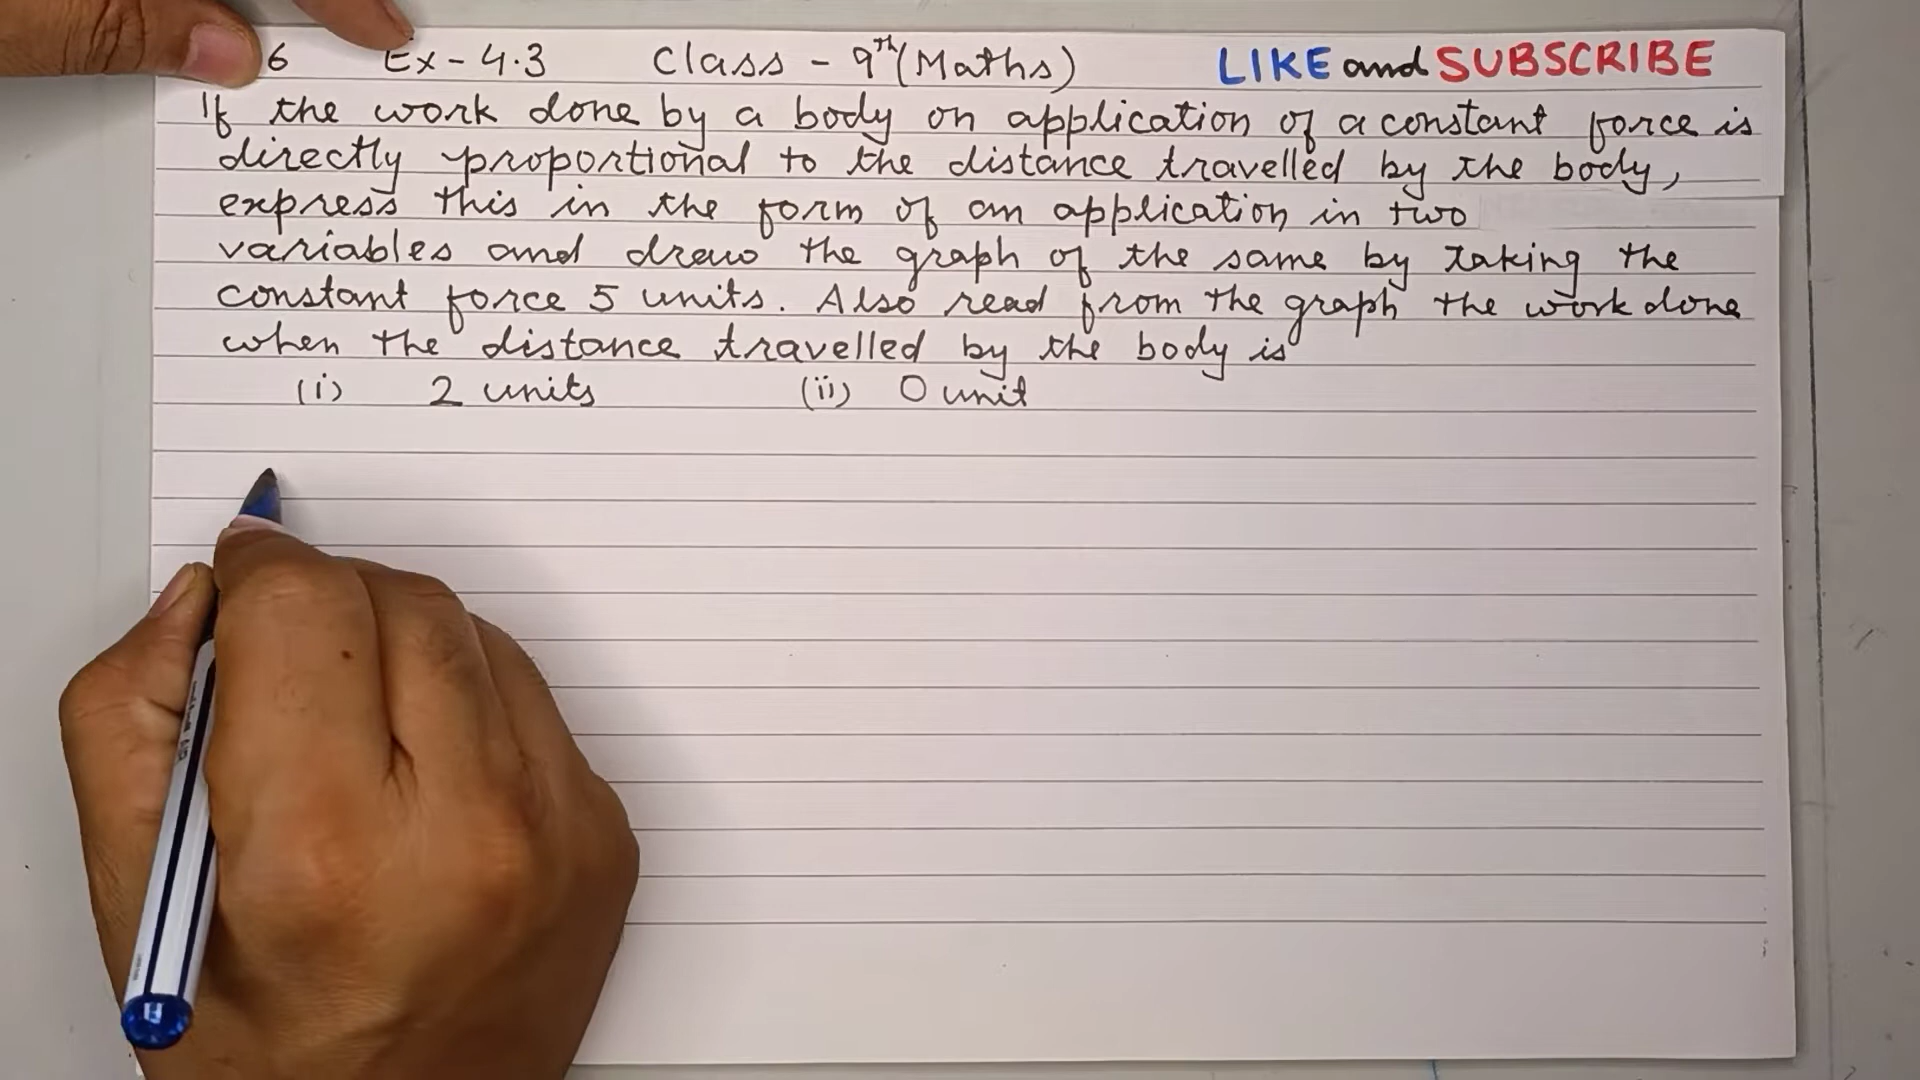 6 Ex - 4.3 Class - 9th (Maths) LIKE and SUBSCRIBE
If the work done by a body on application of a constant force is
directly proportional to the distance travelled by the body,
express this in the form of an application in two
variables and draw the graph of the same by taking the
constant force 5 units. Also read from the graph the work done
when the distance travelled by the body is
(i) 2 units (ii) 0 unit